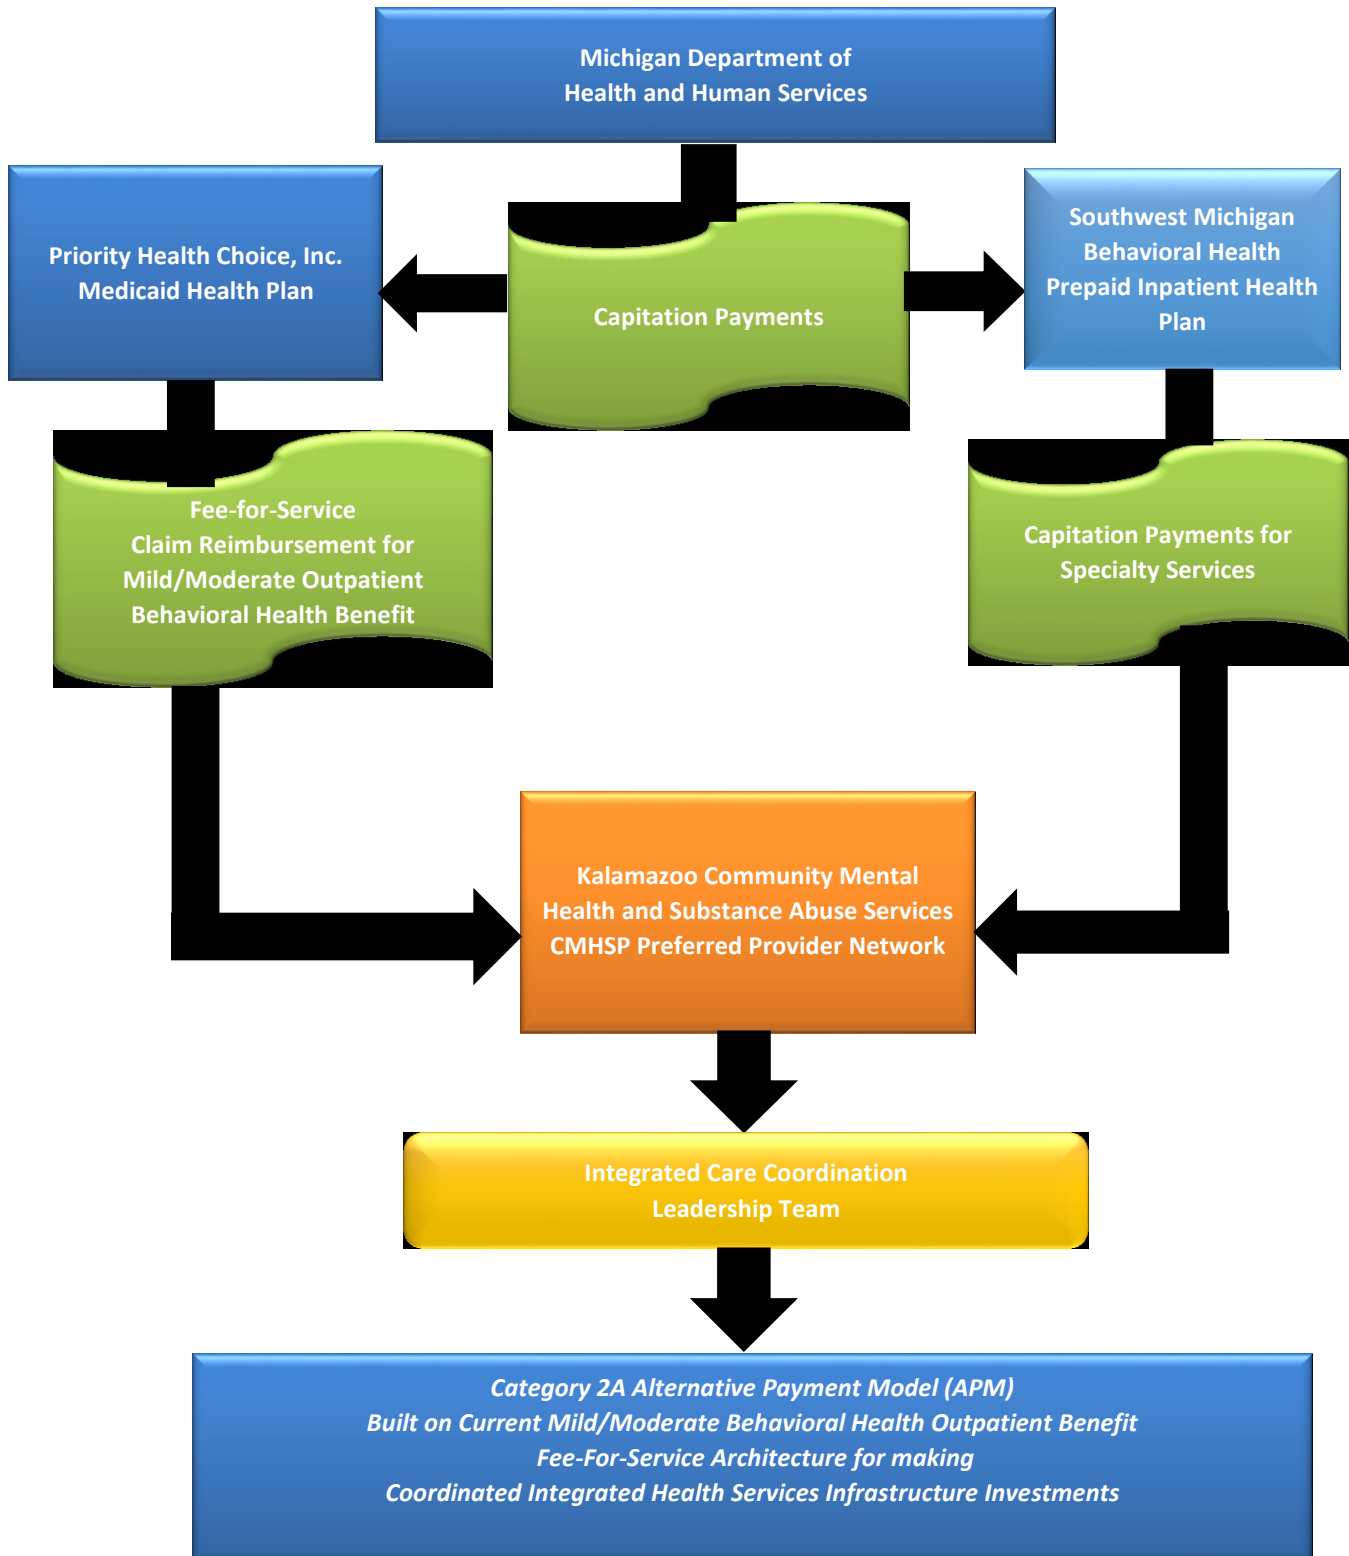 Michigan Department of
Health and Human Services
Priority Health Choice, Inc.
Medicaid Health Plan
Capitation Payments
Southwest Michigan
Behavioral Health
Prepaid Inpatient Health
Plan
Fee-for-Service
Claim Reimbursement for
Mild/Moderate Outpatient
Behavioral Health Benefit
Capitation Payments for
Specialty Services
Kalamazoo Community Mental
Health and Substance Abuse Services
CMHSP Preferred Provider Network
Integrated Care Coordination
Leadership Team
Category 2A Alternative Payment Model (APM)
Built on Current Mild/Moderate Behavioral Health Outpatient Benefit
Fee-For-Service Architecture for making
Coordinated Integrated Health Services Infrastructure Investments